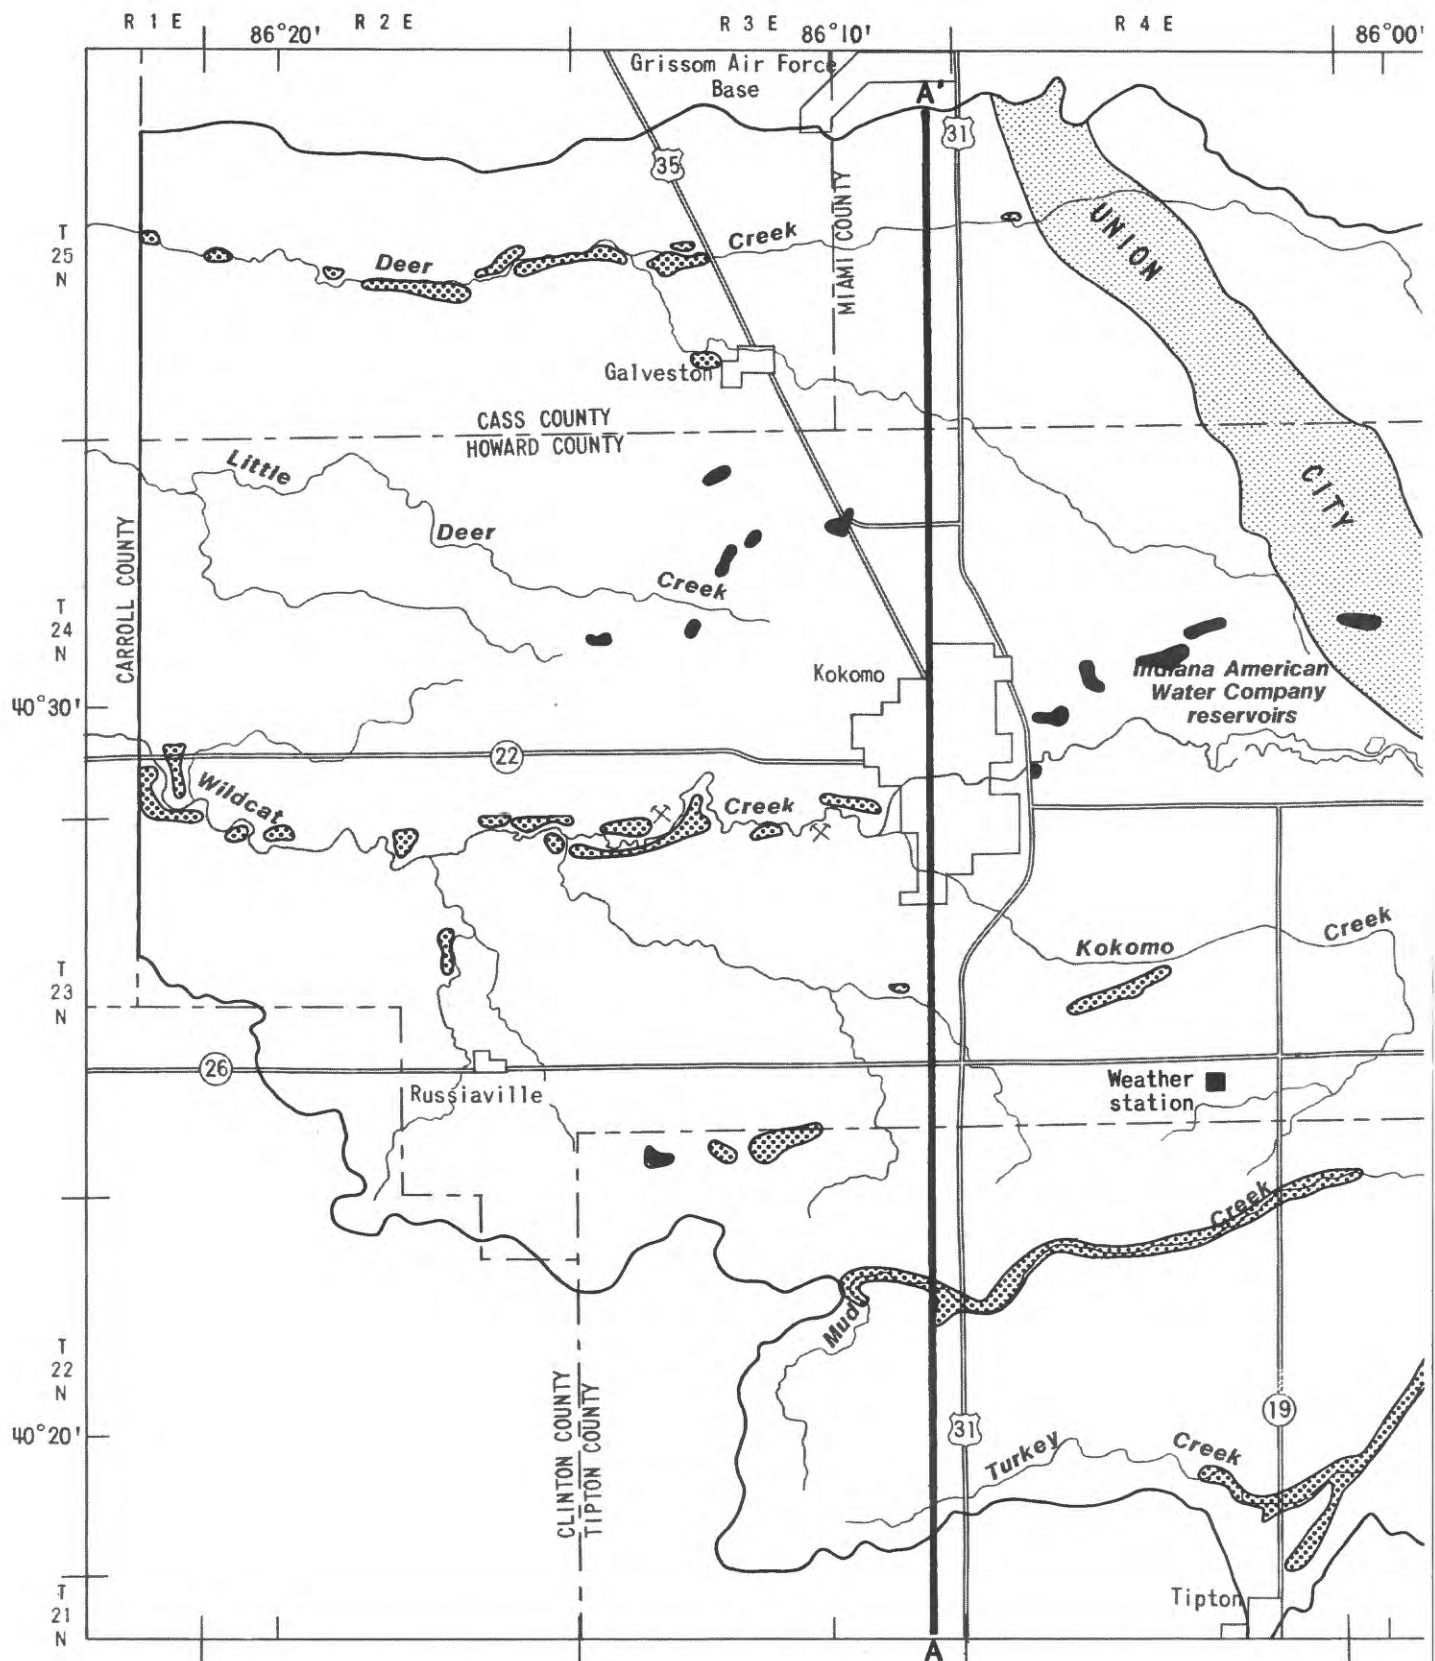 R 1 E
R 2 E
R 3 E
R 4 E
86°20'
86°10'
86°00'
Grissom Air Force
Base
A'
31
35
UNION
CITY
T
25
N
Deer
Creek
MIAMI COUNTY
Galveston
CASS COUNTY
HOWARD COUNTY
Little
Deer
Creek
CARROLL COUNTY
T
24
N
Kokomo
Indiana American
Water Company
reservoirs
40°30'
22
Wildcat
Creek
Kokomo
Creek
T
23
N
26
Russiaville
Weather
station
Creek
Mud
T
22
N
CLINTON COUNTY
TIPTON COUNTY
40°20'
31
19
Turkey
Creek
T
21
N
Tipton
A